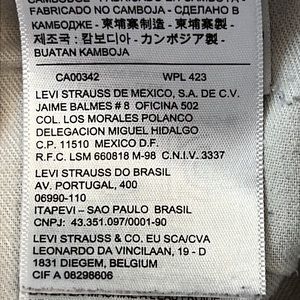 FABRICADO NO CAMBOJA - СДЕЛАНО В
КАМБОДЖЕ - 柬埔寨制造 - 柬埔寨製
제조국 : 캄보디아 - カンボジア製 -
BUATAN KAMBOJA
CA00342 WPL 423
LEVI STRAUSS DE MEXICO, S.A. DE C.V.
JAIME BALMES # 8 OFICINA 502
COL. LOS MORALES POLANCO
DELEGACION MIGUEL HIDALGO
C.P. 11510 MEXICO D.F.
R.F.C. LSM 660818 M-98 C.N.I.V. 3337
LEVI STRAUSS DO BRASIL
AV. PORTUGAL, 400
06990-110
ITAPEVI – SAO PAULO BRASIL
CNPJ: 43.351.097/0001-90
LEVI STRAUSS & CO. EU SCA/CVA
LEONARDO DA VINCILAAN, 19 - D
1831 DIEGEM, BELGIUM
CIF A 08298606